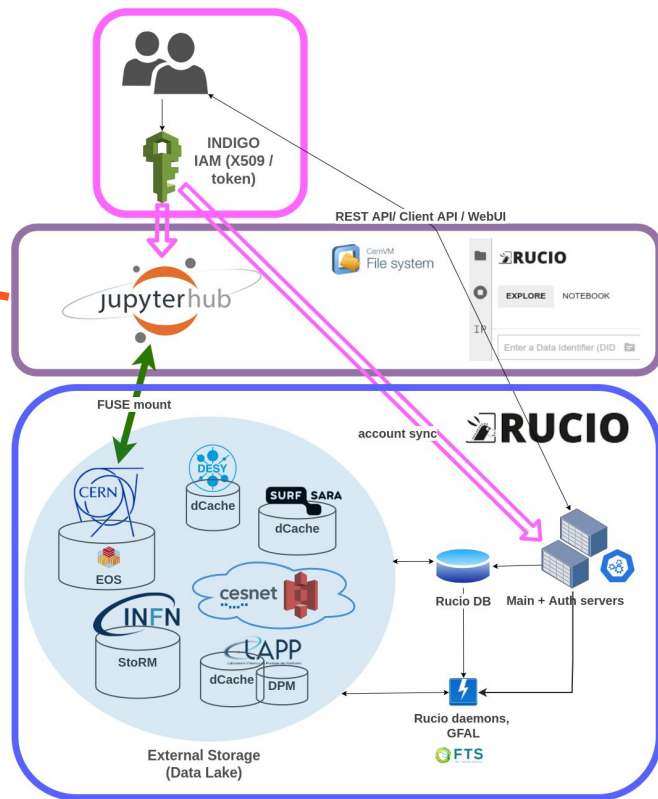 INDIGO
IAM (X509 /
token)
REST API/ Client API / WebUI
jupyterhub
CernVM
File system
RUCIO
EXPLORE NOTEBOOK
IP
Enter a Data Identifier (DID
FUSE mount
account sync
RUCIO
CERN
EOS
DESY
dCache
SURF SARA
dCache
cesnet
INFN
StoRM
LAPP
dCache
DPM
Rucio DB
Main + Auth servers
Rucio daemons,
GFAL
FTS
External Storage
(Data Lake)